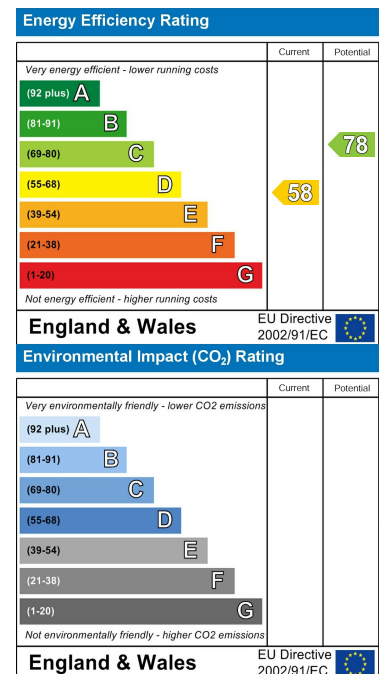 Energy Efficiency Rating
Current Potential
Very energy efficient - lower running costs
(92 plus) A
(81-91) B
(69-80) C
(55-68) D
(39-54) E
(21-38) F
(1-20) G
58
78
Not energy efficient - higher running costs
England & Wales
EU Directive
2002/91/EC
Environmental Impact (CO₂) Rating
Current Potential
Very environmentally friendly - lower CO2 emissions
(92 plus) A
(81-91) B
(69-80) C
(55-68) D
(39-54) E
(21-38) F
(1-20) G
Not environmentally friendly - higher CO2 emissions
England & Wales
EU Directive
2002/91/EC